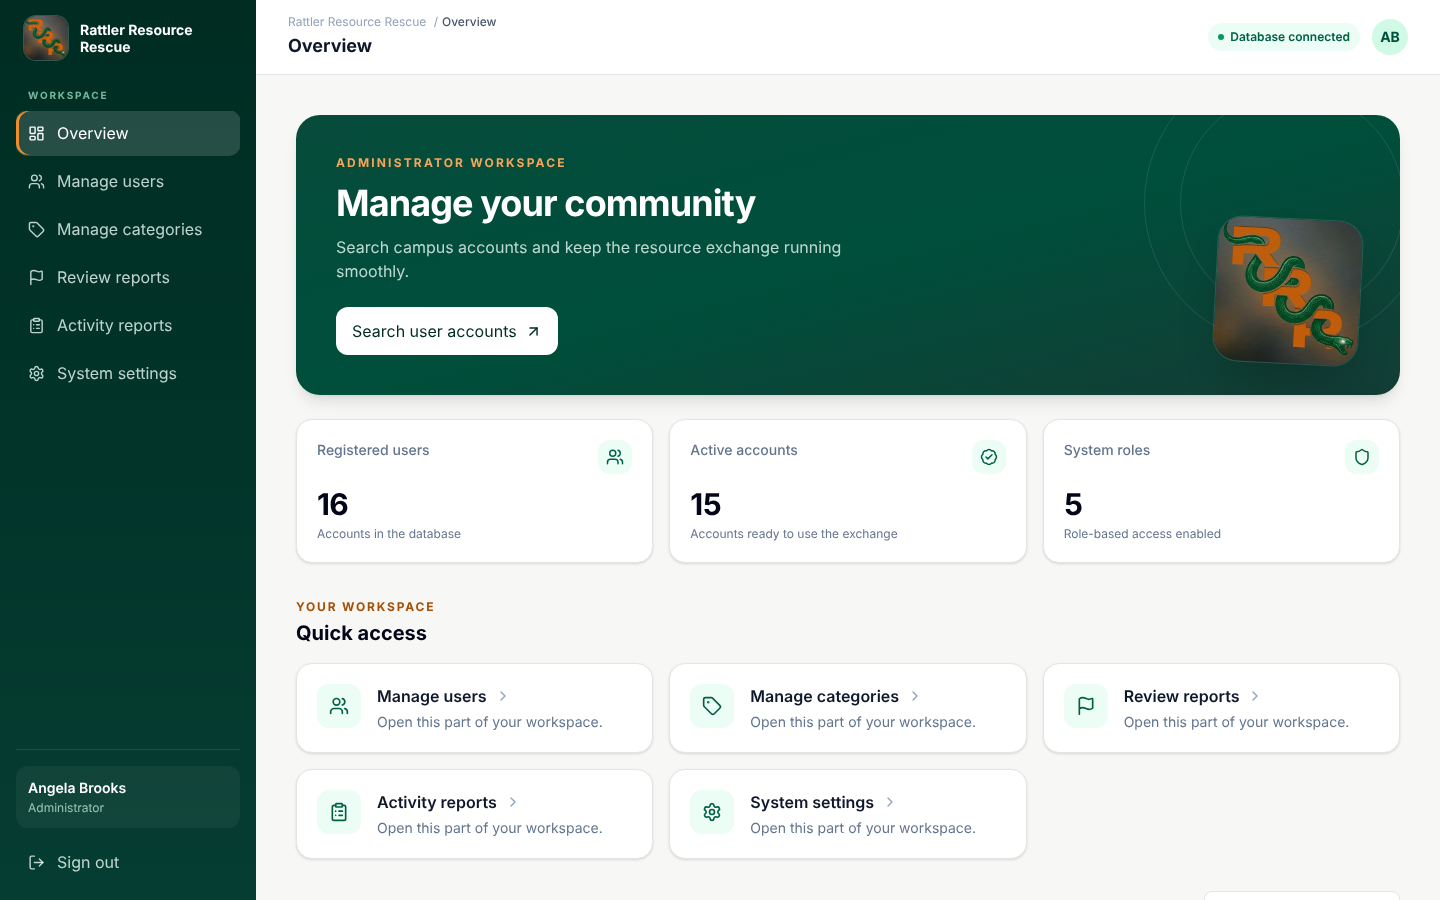 Rattler Resource
Rescue
WORKSPACE
Overview
Manage users
Manage categories
Review reports
Activity reports
System settings
Angela Brooks
Administrator
Sign out
Rattler Resource Rescue / Overview
Overview
Database connected
AB
ADMINISTRATOR WORKSPACE
Manage your community
Search campus accounts and keep the resource exchange running
smoothly.
Search user accounts
RRR
Registered users
16
Accounts in the database
Active accounts
15
Accounts ready to use the exchange
System roles
5
Role-based access enabled
YOUR WORKSPACE
Quick access
Manage users
Open this part of your workspace.
Manage categories
Open this part of your workspace.
Review reports
Open this part of your workspace.
Activity reports
Open this part of your workspace.
System settings
Open this part of your workspace.